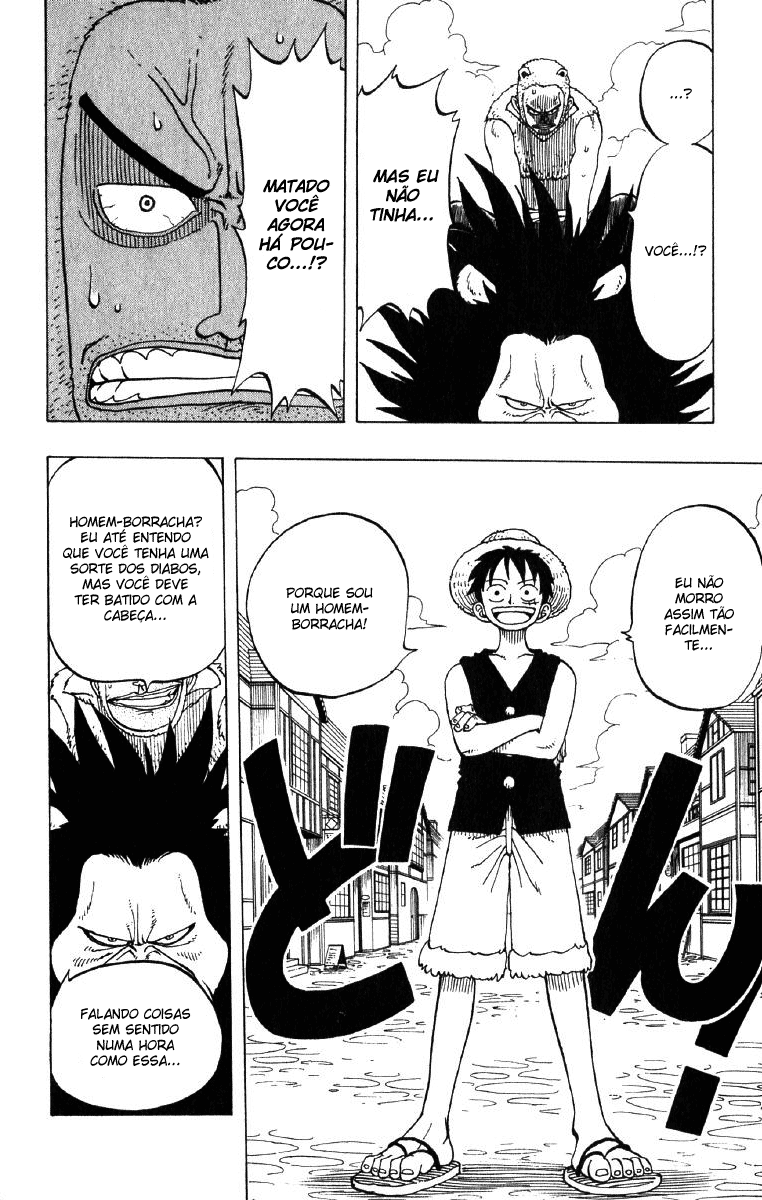 ...?
VOCÊ...!?
MAS EU
NÃO
TINHA...
MATADO
VOCÊ
AGORA
HÁ POU-
CO...!?
EU NÃO
MORRO
ASSIM TÃO
FACILMEN-
TE...
PORQUE SOU
UM HOMEM-
BORRACHA!
どん!
HOMEM-BORRACHA?
EU ATÉ ENTENDO
QUE VOCÊ TENHA UMA
SORTE DOS DIABOS,
MAS VOCÊ DEVE
TER BATIDO COM A
CABEÇA...
FALANDO COISAS
SEM SENTIDO
NUMA HORA
COMO ESSA...